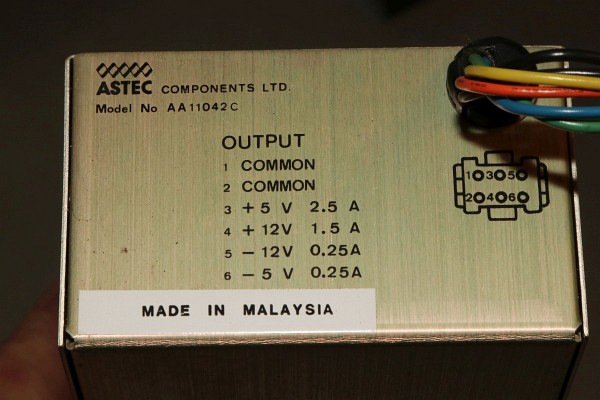 ASTEC COMPONENTS LTD.
Model No AA11042C
OUTPUT
1 COMMON
2 COMMON
3 +5 V 2.5 A
4 +12V 1.5 A
5 -12V 0.25A
6 -5 V 0.25A
1 3 5
2 4 6
MADE IN MALAYSIA